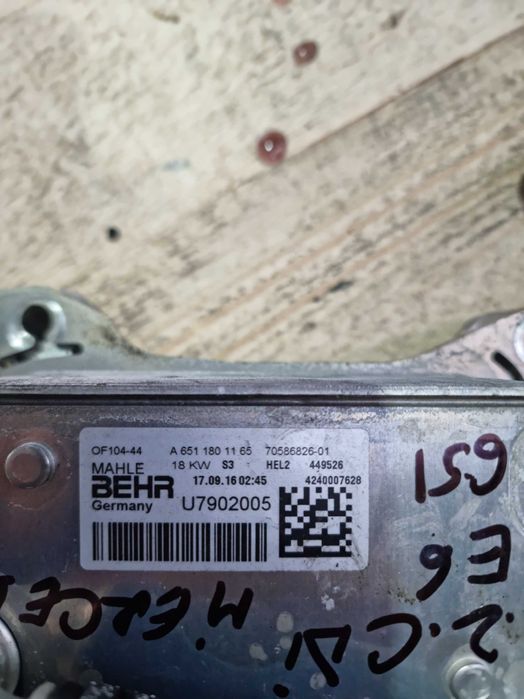 OF104-44 A 651 180 11 65 70586826-01
MAHLE 18 KW S3 HEL2 449526
BEHR 17.09.16 02:45 4240007628
Germany U7902005
651
E6
2.CDI